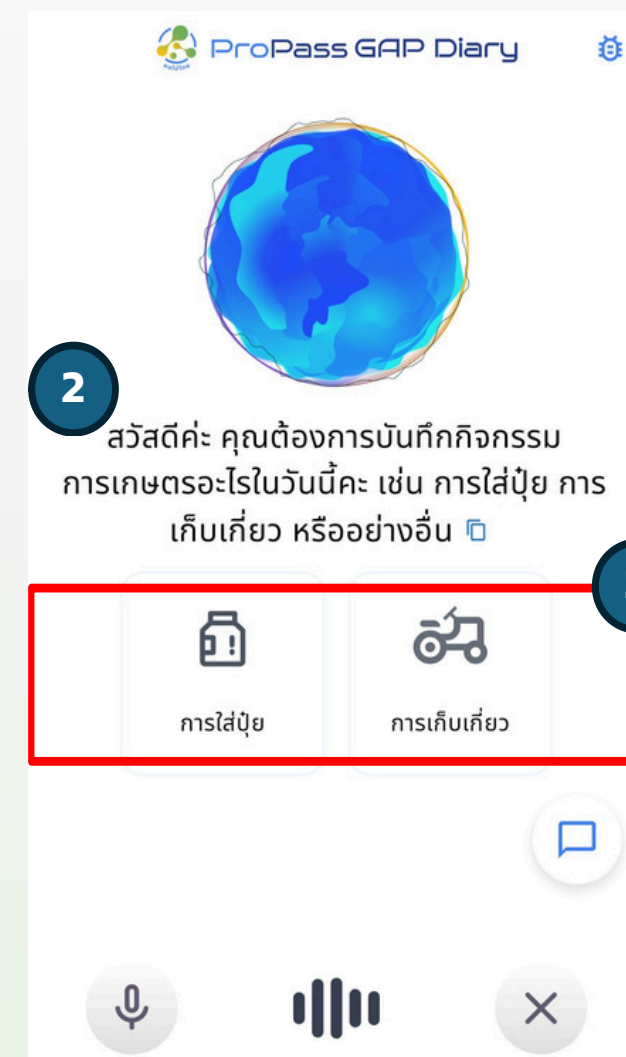 ProPass GAP Diary
2
สวัสดีค่ะ คุณต้องการบันทึกกิจกรรม
การเกษตรอะไรในวันนี้คะ เช่น การใส่ปุ๋ย การ
เก็บเกี่ยว หรืออย่างอื่น
การใส่ปุ๋ย การเก็บเกี่ยว